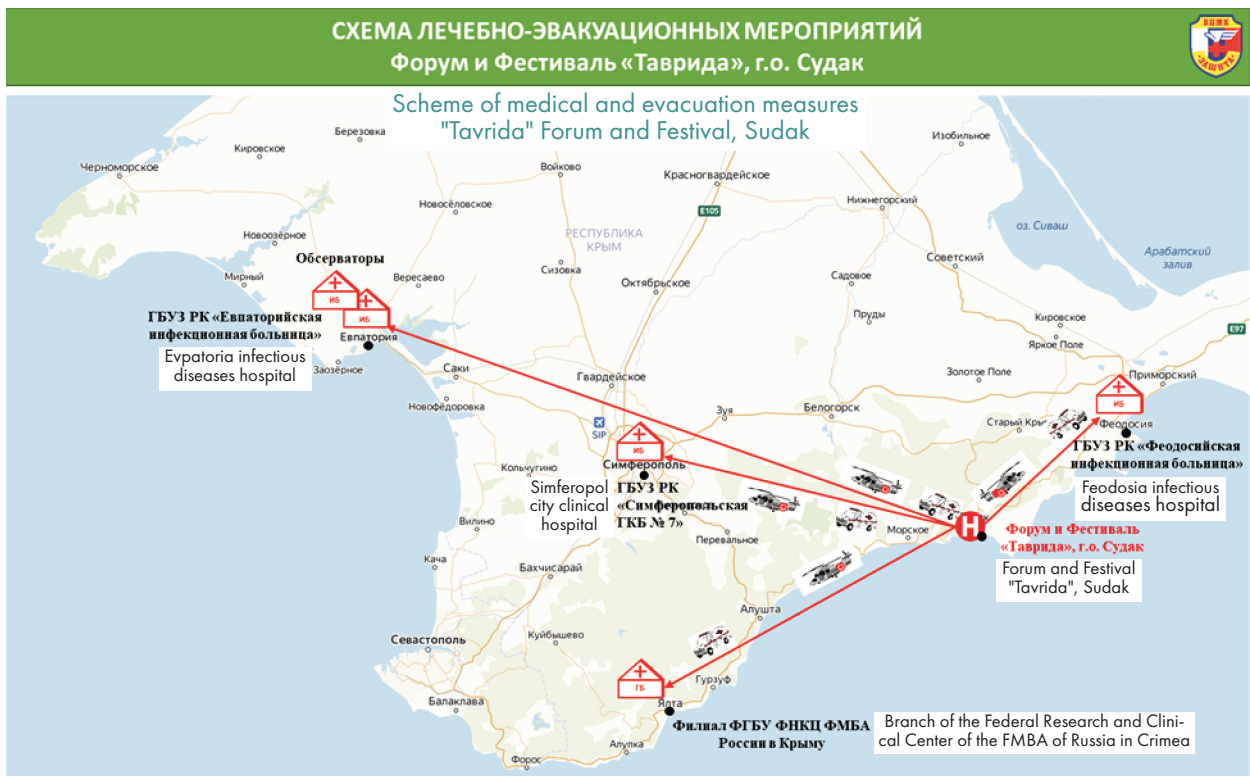 СХЕМА ЛЕЧЕБНО-ЭВАКУАЦИОННЫХ МЕРОПРИЯТИЙ
Форум и Фестиваль «Таврида», г.о. Судак
ВЦМК
ЗАЩИТА
Scheme of medical and evacuation measures
"Tavrida" Forum and Festival, Sudak
Березовка
Изобильное
Кировское
Черноморское
Войково
Красногвардейское
Новосёловское
E105
Нижнегорский
оз. Сиваш
Новоозёрное
РЕСПУБЛИКА
КРЫМ
Арабатский
залив
Обсерваторы
Мирный
Вересаево
Сизовка
Октябрьское
Садовое
Советский
ИБ
ИБ
ГБУЗ РК «Евпаторийская
инфекционная больница»
Евпатория
Пруды
Кировское
E97
Evpatoria infectious
diseases hospital
Заозёрное
Яркое Поле
Саки
Гвардейское
Золотое Поле
Приморский
ИБ
Новофёдоровка
Зуя
Белогорск
SIP
Старый
Феодосия
ИБ
ГБУЗ РК «Феодосийская
инфекционная больница»
Кольчугино
Симферополь
Simferopol
city clinical
hospital
ГБУЗ РК
«Симферопольская
ГКБ № 7»
Feodosia infectious
diseases hospital
Вилино
Перевальное
Морское
H
Форум и Фестиваль
«Таврида», г.о. Судак
Forum and Festival
"Tavrida", Sudak
Кача
Бахчисарай
Алушта
Севастополь
Куйбышево
ГБ
Гурзуф
Балаклава
Ялта
Филиал ФГБУ ФНКЦ ФМБА
России в Крыму
Branch of the Federal Research and Clini-
cal Center of the FMBA of Russia in Crimea
Алупка
Форос